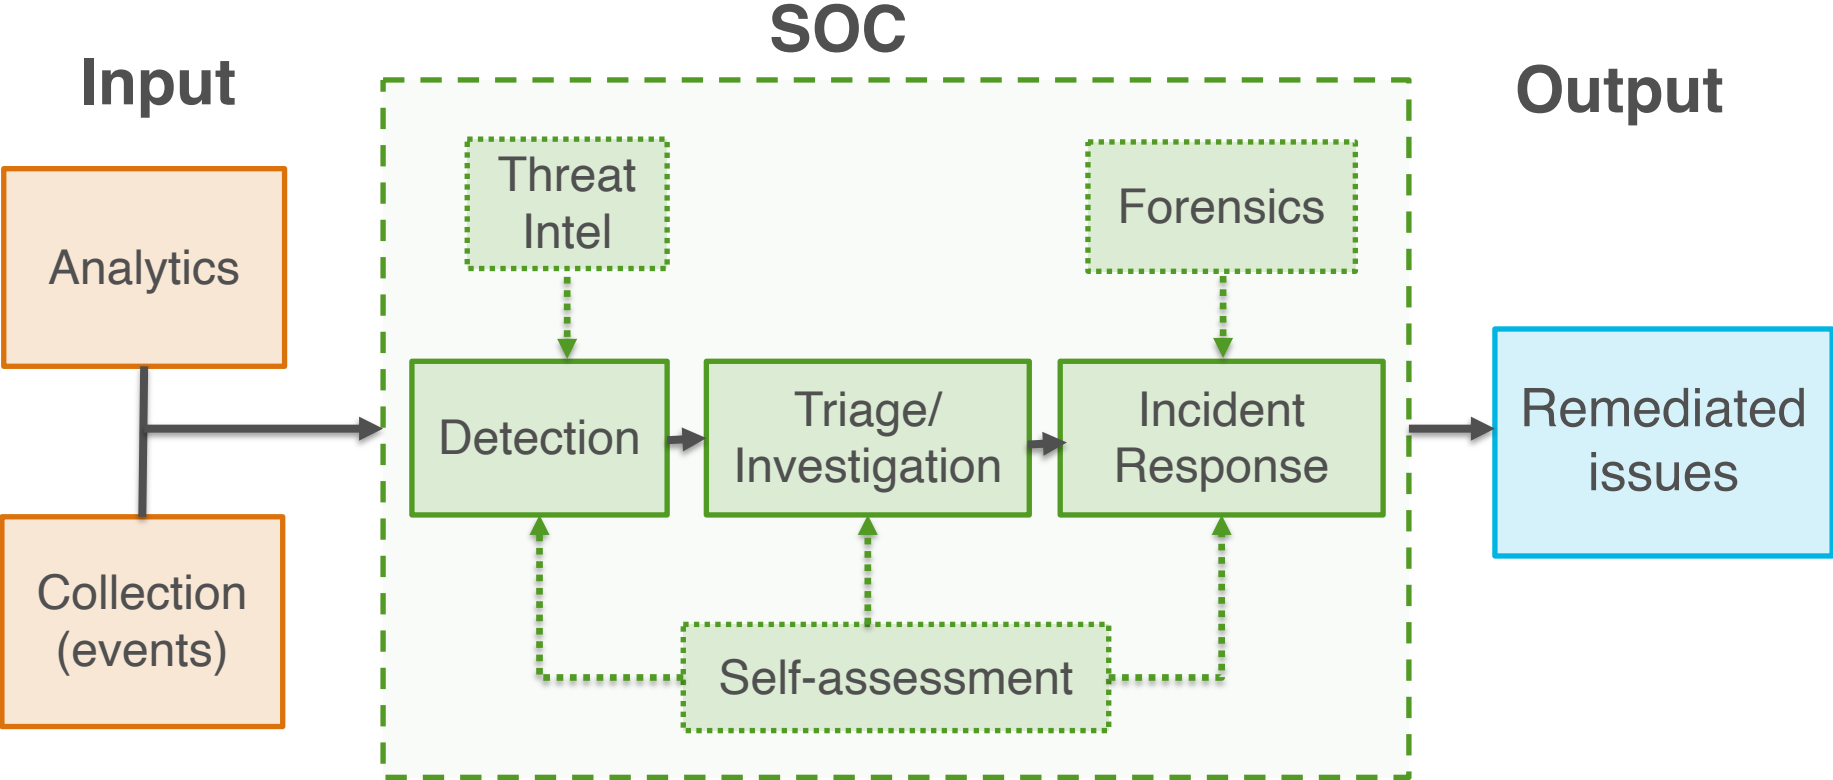 SOC
Input
Output
Threat
Intel
Forensics
Analytics
Detection
Triage/
Investigation
Incident
Response
Remediated
issues
Collection
(events)
Self-assessment